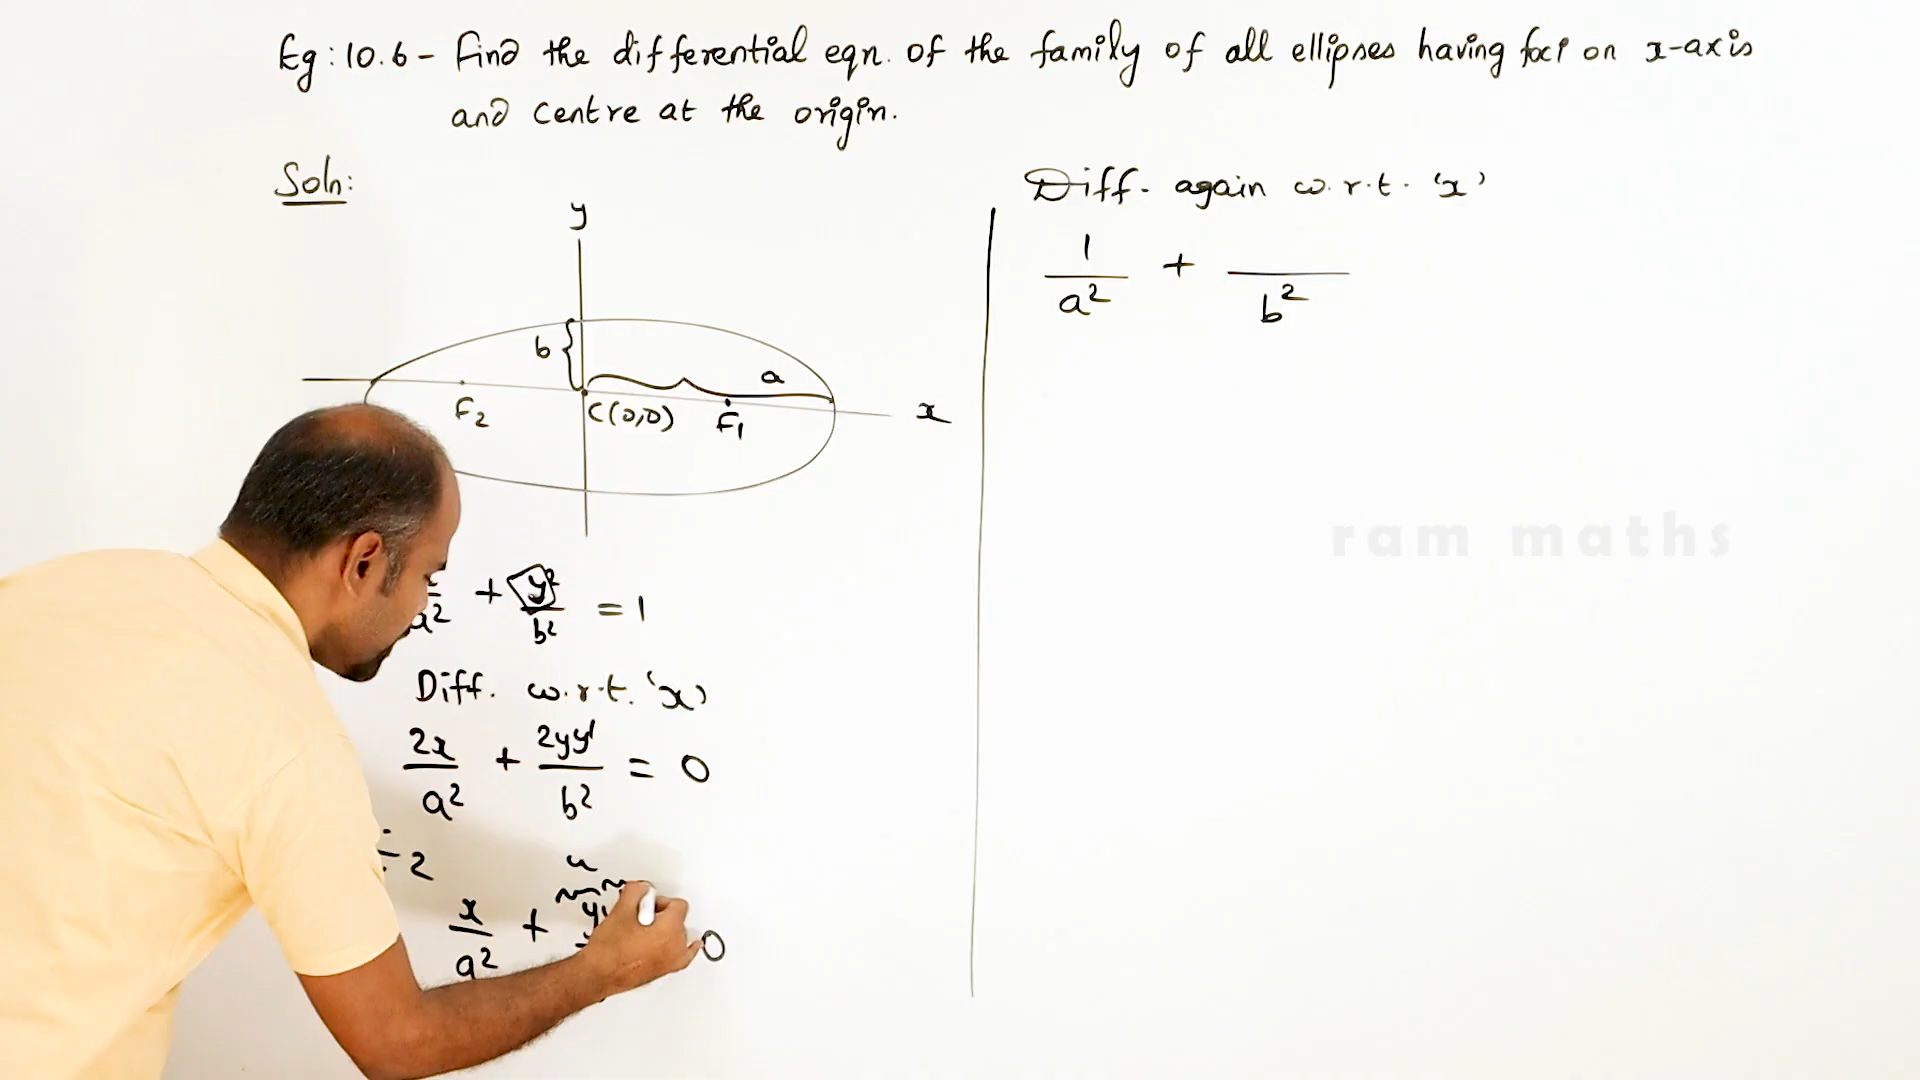 Eg : 10.6 - Find the differential eqn. of the family of all ellipses having foci on x-axis
and centre at the origin.
Soln:
y
b
a
F2
C(0,0)
F1
x
a² + y²/b² = 1
Diff. w.r.t. 'x'
2x/a² + 2yy'/b² = 0
÷ 2
u
x/a² + 0
Diff. again w.r.t. 'x'
1/a² + /b²
ram maths